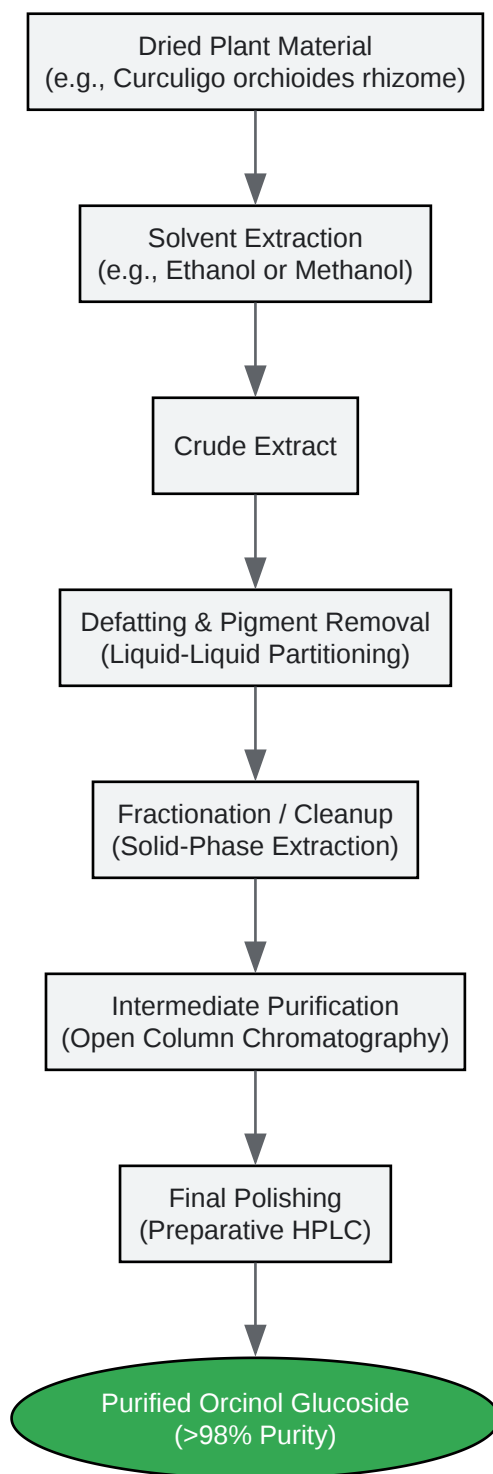 Dried Plant Material
(e.g., Curculigo orchioides rhizome)
Solvent Extraction
(e.g., Ethanol or Methanol)
Crude Extract
Defatting & Pigment Removal
(Liquid-Liquid Partitioning)
Fractionation / Cleanup
(Solid-Phase Extraction)
Intermediate Purification
(Open Column Chromatography)
Final Polishing
(Preparative HPLC)
Purified Orcinol Glucoside
(>98% Purity)